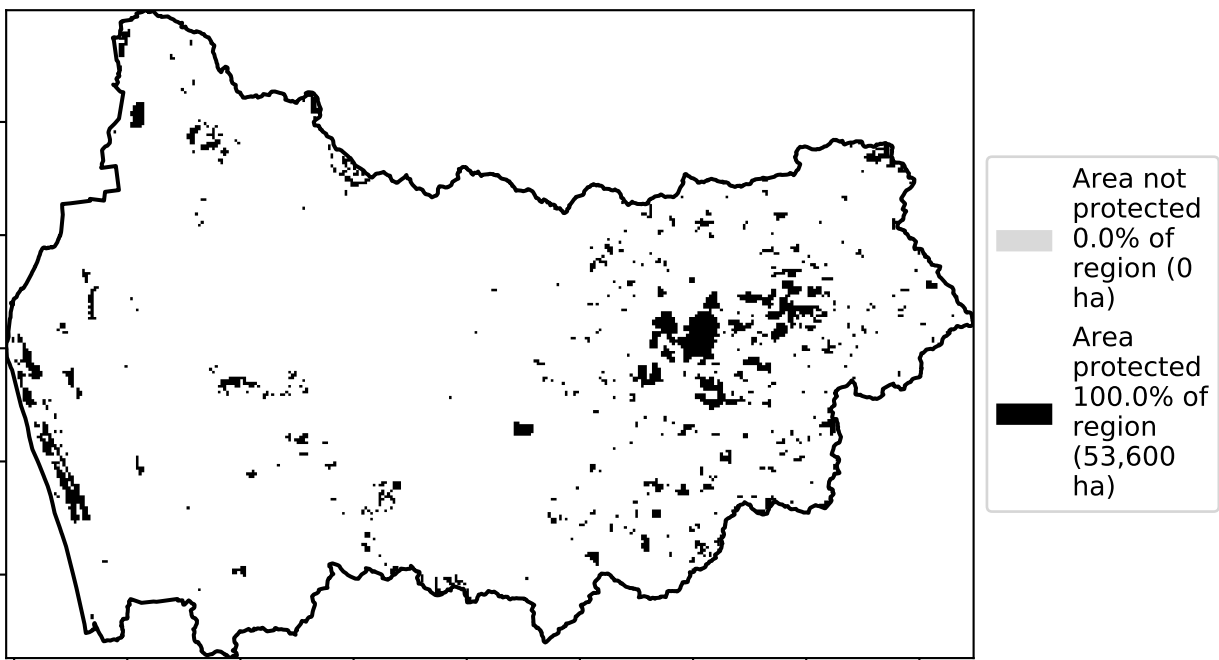 Area not
protected
0.0% of
region (0
ha)
Area
protected
100.0% of
region
(53,600
ha)